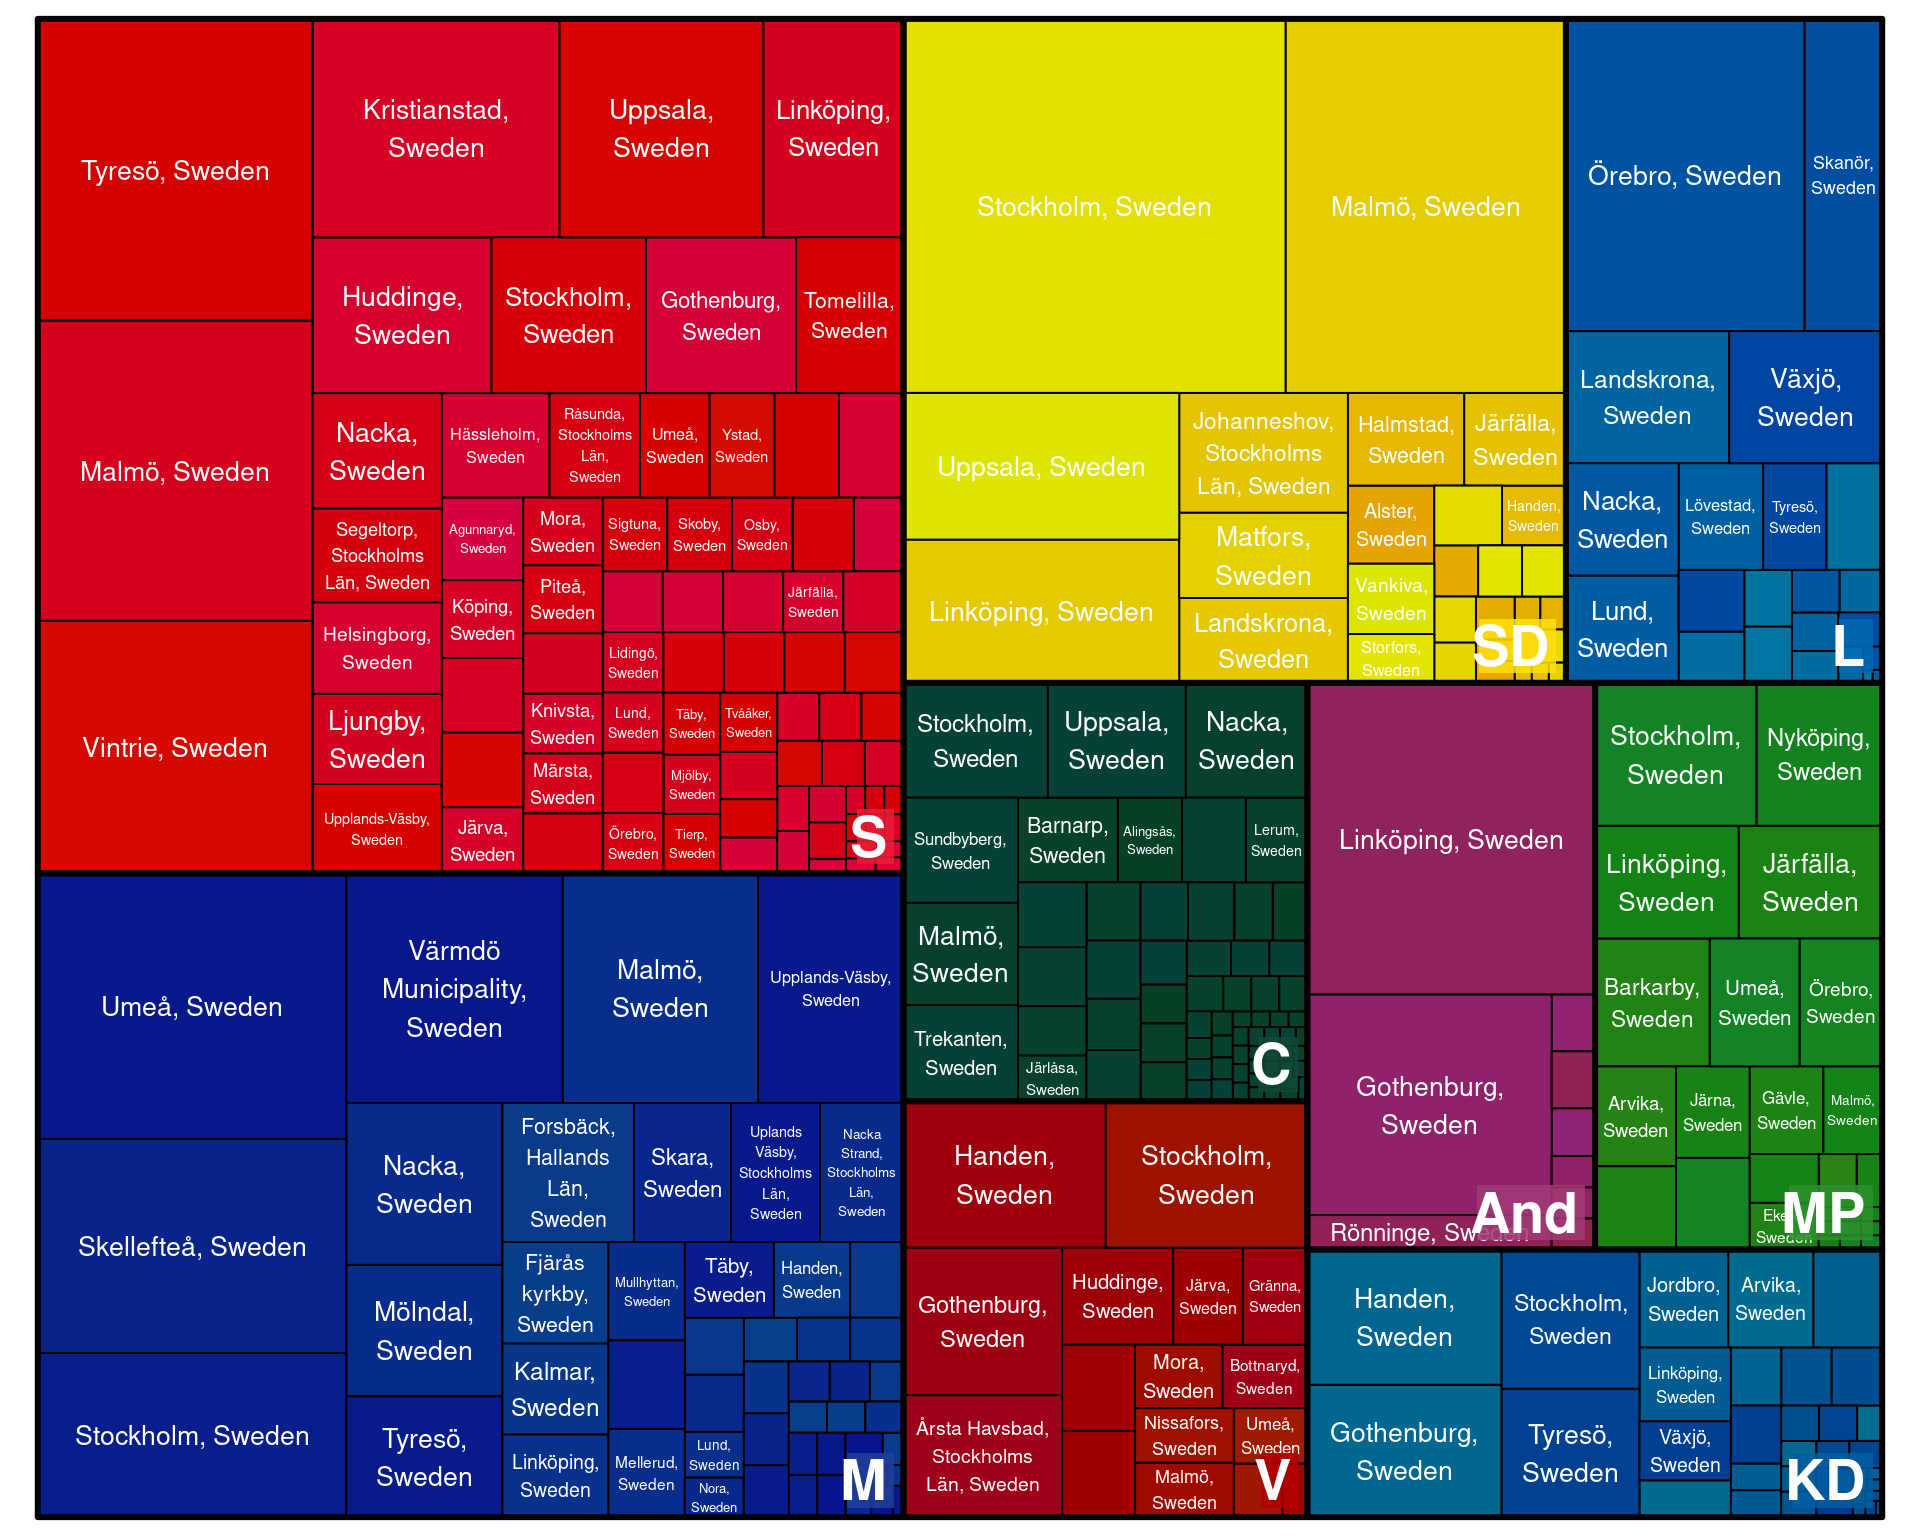 Tyresö, Sweden
Malmö, Sweden
Vintrie, Sweden
Kristianstad,
Sweden
Uppsala,
Sweden
Linköping,
Sweden
Huddinge,
Sweden
Stockholm,
Sweden
Gothenburg,
Sweden
Tomelilla,
Sweden
Nacka,
Sweden
Segeltorp,
Stockholms
Län, Sweden
Helsingborg,
Sweden
Ljungby,
Sweden
Upplands-Väsby,
Sweden
Hässleholm,
Sweden
Råsunda,
Stockholms
Län,
Sweden
Umeå,
Sweden
Ystad,
Sweden
Agunnaryd,
Sweden
Köping,
Sweden
Järva,
Sweden
Mora,
Sweden
Piteå,
Sweden
Knivsta,
Sweden
Märsta,
Sweden
Sigtuna,
Sweden
Skoby,
Sweden
Osby,
Sweden
Järfälla,
Sweden
Lidingö,
Sweden
Lund,
Sweden
Örebro,
Sweden
Täby,
Sweden
Mjölby,
Sweden
Tierp,
Sweden
Tvååker,
Sweden
S
Stockholm, Sweden
Malmö, Sweden
Uppsala, Sweden
Linköping, Sweden
Johanneshov,
Stockholms
Län, Sweden
Matfors,
Sweden
Landskrona,
Sweden
Halmstad,
Sweden
Järfälla,
Sweden
Alster,
Sweden
Handen,
Sweden
Vankiva,
Sweden
Storfors,
Sweden
SD
Örebro, Sweden
Skanör,
Sweden
Landskrona,
Sweden
Växjö,
Sweden
Nacka,
Sweden
Lund,
Sweden
Lövestad,
Sweden
Tyresö,
Sweden
L
Umeå, Sweden
Skellefteå, Sweden
Stockholm, Sweden
Värmdö
Municipality,
Sweden
Malmö,
Sweden
Upplands-Väsby,
Sweden
Nacka,
Sweden
Mölndal,
Sweden
Tyresö,
Sweden
Forsbäck,
Hallands
Län,
Sweden
Skara,
Sweden
Uplands
Väsby,
Stockholms
Län,
Sweden
Nacka
Strand,
Stockholms
Län,
Sweden
Fjärås
kyrkby,
Sweden
Kalmar,
Sweden
Linköping,
Sweden
Mullhyttan,
Sweden
Mellerud,
Sweden
Täby,
Sweden
Handen,
Sweden
Lund,
Sweden
Nora,
Sweden
M
Stockholm,
Sweden
Uppsala,
Sweden
Nacka,
Sweden
Sundbyberg,
Sweden
Malmö,
Sweden
Trekanten,
Sweden
Barnarp,
Sweden
Alingsås,
Sweden
Lerum,
Sweden
Järlåsa,
Sweden
C
Handen,
Sweden
Stockholm,
Sweden
Gothenburg,
Sweden
Årsta Havsbad,
Stockholms
Län, Sweden
Huddinge,
Sweden
Järva,
Sweden
Gränna,
Sweden
Mora,
Sweden
Bottnaryd,
Sweden
Nissafors,
Sweden
Umeå,
Sweden
Malmö,
Sweden
V
Linköping, Sweden
Gothenburg,
Sweden
Rönninge, Sweden
And
Stockholm,
Sweden
Nyköping,
Sweden
Linköping,
Sweden
Järfälla,
Sweden
Barkarby,
Sweden
Umeå,
Sweden
Örebro,
Sweden
Arvika,
Sweden
Järna,
Sweden
Gävle,
Sweden
Malmö,
Sweden
Sweden
MP
Handen,
Sweden
Gothenburg,
Sweden
Stockholm,
Sweden
Tyresö,
Sweden
Jordbro,
Sweden
Arvika,
Sweden
Linköping,
Sweden
Växjö,
Sweden
KD